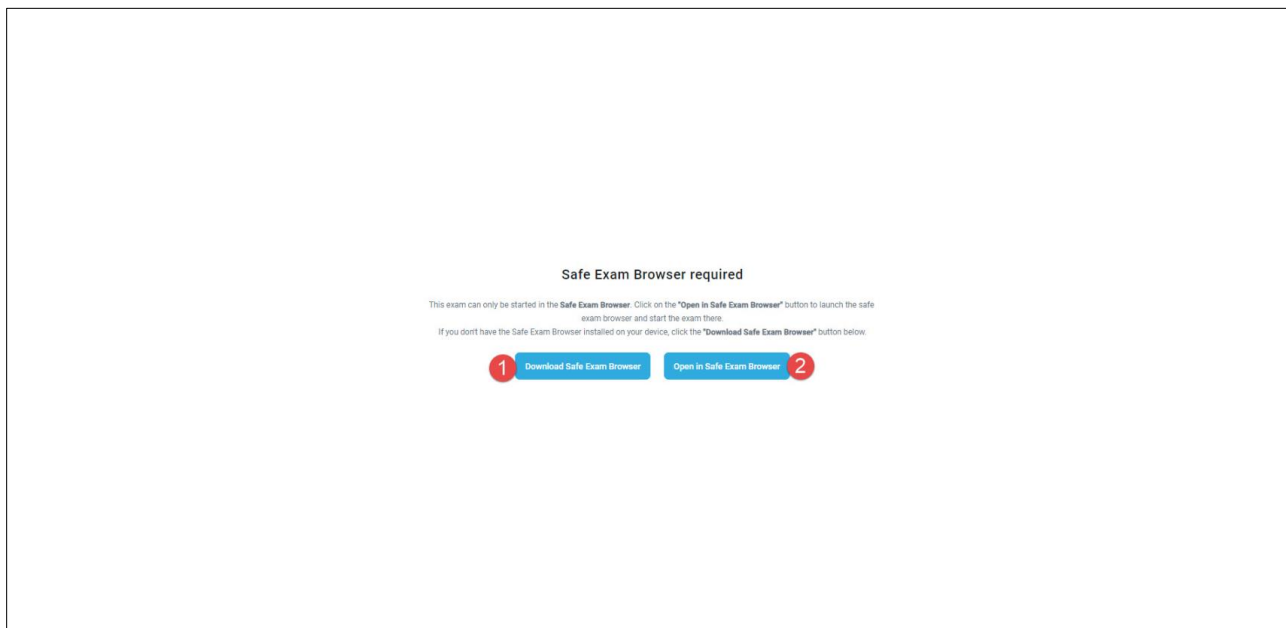 Safe Exam Browser required
This exam can only be started in the Safe Exam Browser. Click on the "Open in Safe Exam Browser" button to launch the safe
exam browser and start the exam there.
If you don't have the Safe Exam Browser installed on your device, click the "Download Safe Exam Browser" button below.
1 Download Safe Exam Browser Open in Safe Exam Browser 2